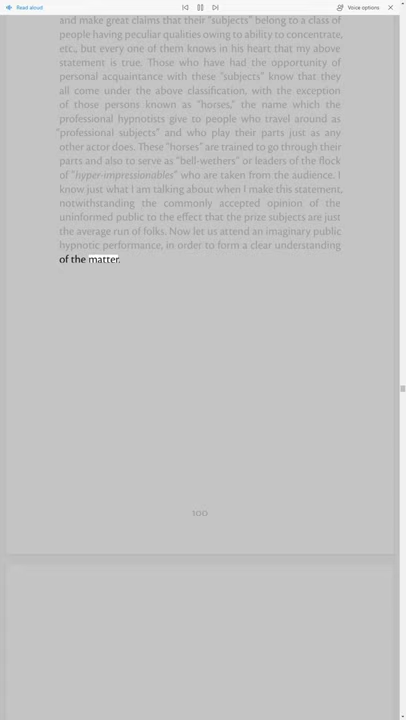 Read aloud
Voice options
and make great claims that their "subjects" belong to a class of
people having peculiar qualities owing to ability to concentrate,
etc., but every one of them knows in his heart that my above
statement is true. Those who have had the opportunity of
personal acquaintance with these "subjects" know that they
all come under the above classification, with the exception
of those persons known as "horses," the name which the
professional hypnotists give to people who travel around as
"professional subjects" and who play their parts just as any
other actor does. These "horses" are trained to go through their
parts and also to serve as "bell-wethers" or leaders of the flock
of "hyper-impressionables" who are taken from the audience. I
know just what I am talking about when I make this statement,
notwithstanding the commonly accepted opinion of the
uninformed public to the effect that the prize subjects are just
the average run of folks. Now let us attend an imaginary public
hypnotic performance, in order to form a clear understanding
of the matter.
100